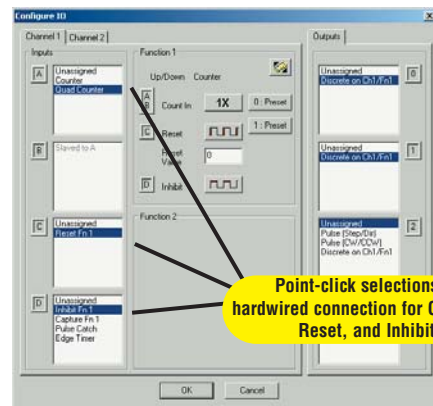 Configure IO
Channel 1
Channel 2
Inputs
A
Unassigned
Counter
Quad Counter
B
Slaved to A
C
Unassigned
Reset Fn 1
D
Unassigned
Inhibit Fn 1
Capture Fn 1
Pulse Catch
Edge Timer
Function 1
Up/Down Counter
A
B
Count In
1X
0 : Preset
C
Reset
1 : Preset
Reset
Value
0
D
Inhibit
Function 2
Outputs
Unassigned
Discrete on Ch1/Fn1
0
Unassigned
Discrete on Ch1/Fn1
1
Unassigned
Pulse (Step/Dir)
Pulse (CW/CCW)
Discrete on Ch1/Fn1
2
Point-click selections
hardwired connection for
Reset, and Inhibit
OK
Cancel